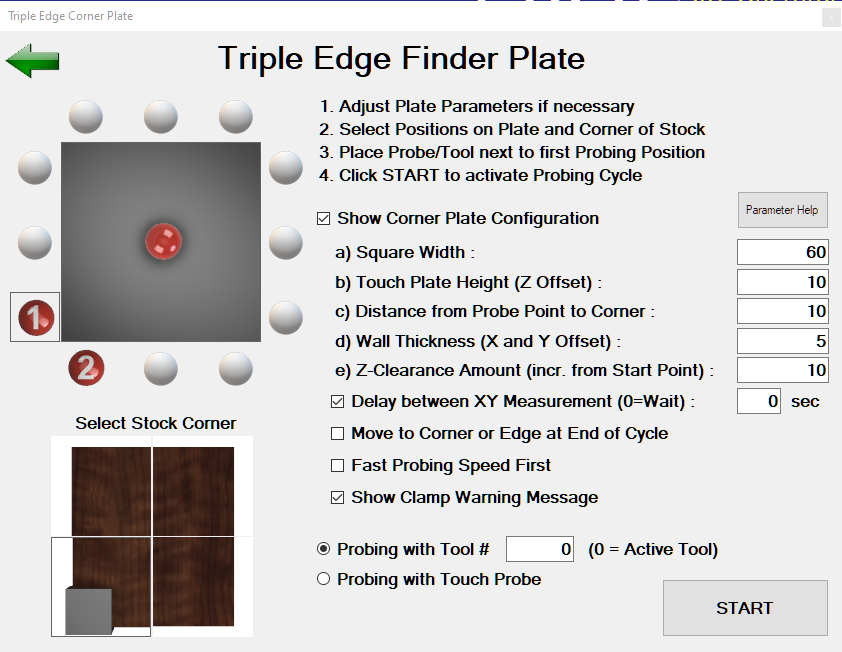 Triple Edge Corner Plate
x
Triple Edge Finder Plate
1. Adjust Plate Parameters if necessary
2. Select Positions on Plate and Corner of Stock
3. Place Probe/Tool next to first Probing Position
4. Click START to activate Probing Cycle
Show Corner Plate Configuration
Parameter Help
a) Square Width : 60
b) Touch Plate Height (Z Offset) : 10
c) Distance from Probe Point to Corner : 10
d) Wall Thickness (X and Y Offset) : 5
e) Z-Clearance Amount (incr. from Start Point) : 10
Delay between XY Measurement (0=Wait) : 0 sec
Move to Corner or Edge at End of Cycle
Fast Probing Speed First
Show Clamp Warning Message
Probing with Tool # 0 (0 = Active Tool)
Probing with Touch Probe
START
1
2
Select Stock Corner